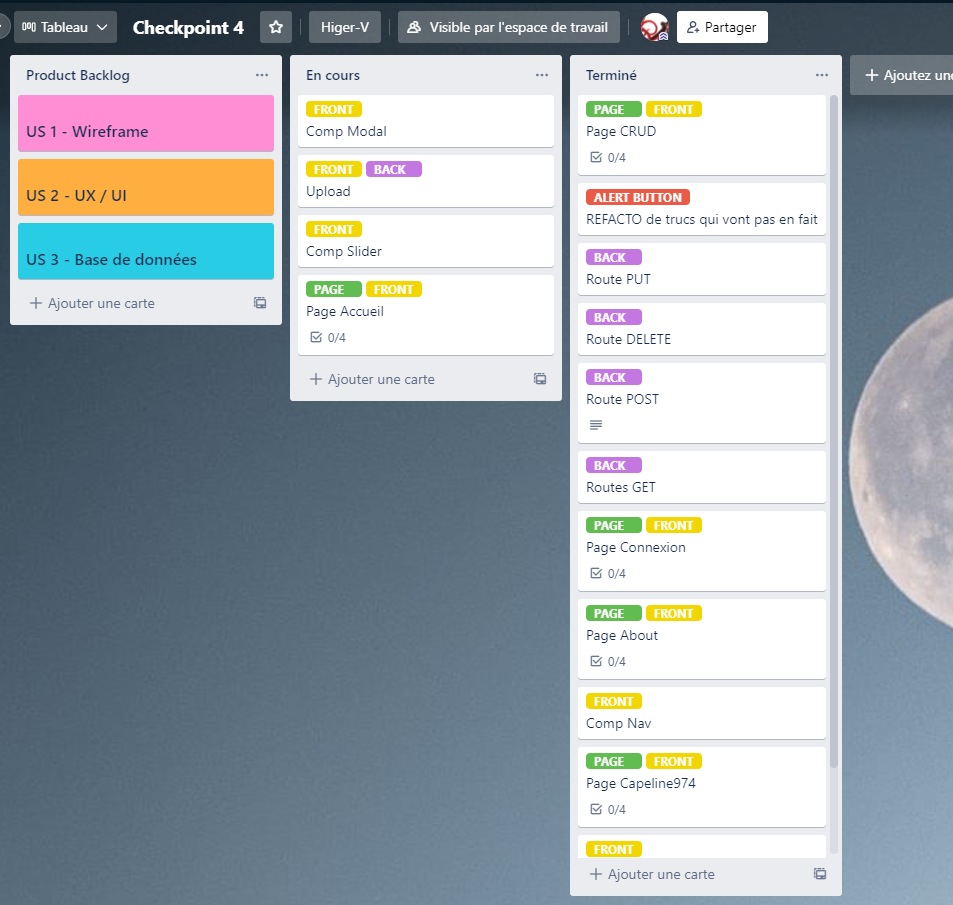 Tableau
Checkpoint 4
Higer-V
Visible par l'espace de travail
Partager
Product Backlog
US 1 - Wireframe
US 2 - UX / UI
US 3 - Base de données
Ajouter une carte
En cours
FRONT
Comp Modal
FRONT BACK
Upload
FRONT
Comp Slider
PAGE FRONT
Page Accueil
0/4
Ajouter une carte
Terminé
PAGE FRONT
Page CRUD
0/4
ALERT BUTTON
REFACTO de trucs qui vont pas en fait
BACK
Route PUT
BACK
Route DELETE
BACK
Route POST
BACK
Routes GET
PAGE FRONT
Page Connexion
0/4
PAGE FRONT
Page About
0/4
FRONT
Comp Nav
PAGE FRONT
Page Capeline974
0/4
FRONT
Ajouter une carte
Ajoutez une